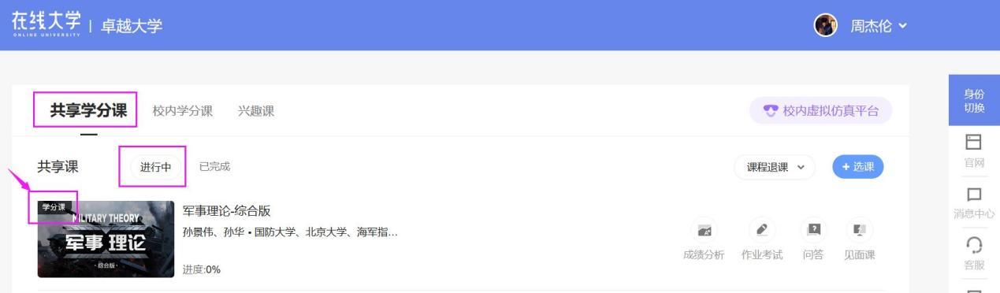 在线大学 | 卓越大学
ONLINE UNIVERSITY
周杰伦
共享学分课 校内学分课 兴趣课
校内虚拟仿真平台
身份
切换
共享课 进行中 已完成
课程退课 + 选课
官网
学分课
MILITARY THEORY
军事 理论
·综合版·
军事理论-综合版
孙景伟、孙华 • 国防大学、北京大学、海军指...
进度:0%
成绩分析 作业考试 问答 见面课
消息中心
客服